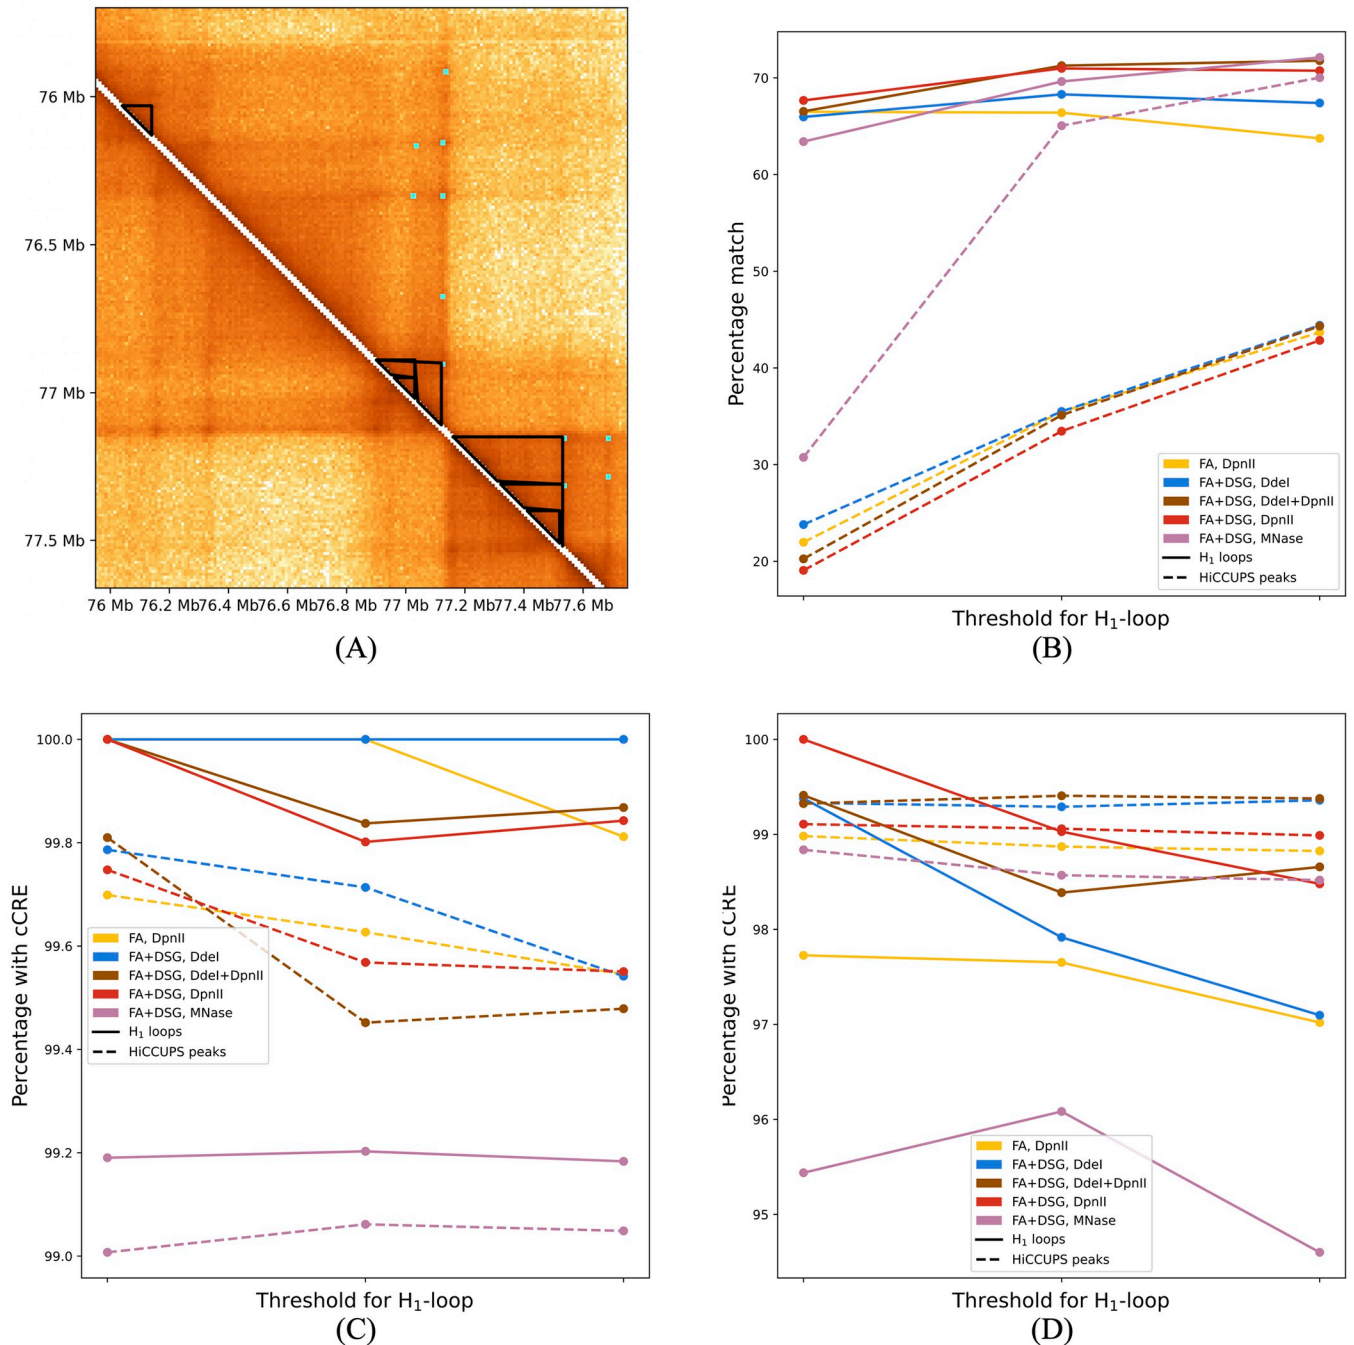 76 Mb
76.5 Mb
77 Mb
77.5 Mb
76 Mb 76.2 Mb76.4 Mb76.6 Mb76.8 Mb 77 Mb 77.2 Mb77.4 Mb77.6 Mb
(A)
70
60
50
40
30
20
Percentage match
FA, DpnII
FA+DSG, DdeI
FA+DSG, DdeI+DpnII
FA+DSG, DpnII
FA+DSG, MNase
H₁ loops
HiCCUPS peaks
Threshold for H₁-loop
(B)
100.0
99.8
99.6
99.4
99.2
99.0
Percentage with cCRE
FA, DpnII
FA+DSG, DdeI
FA+DSG, DdeI+DpnII
FA+DSG, DpnII
FA+DSG, MNase
H₁ loops
HiCCUPS peaks
Threshold for H₁-loop
(C)
100
99
98
97
96
95
Percentage with cCRE
FA, DpnII
FA+DSG, DdeI
FA+DSG, DdeI+DpnII
FA+DSG, DpnII
FA+DSG, MNase
H₁ loops
HiCCUPS peaks
Threshold for H₁-loop
(D)